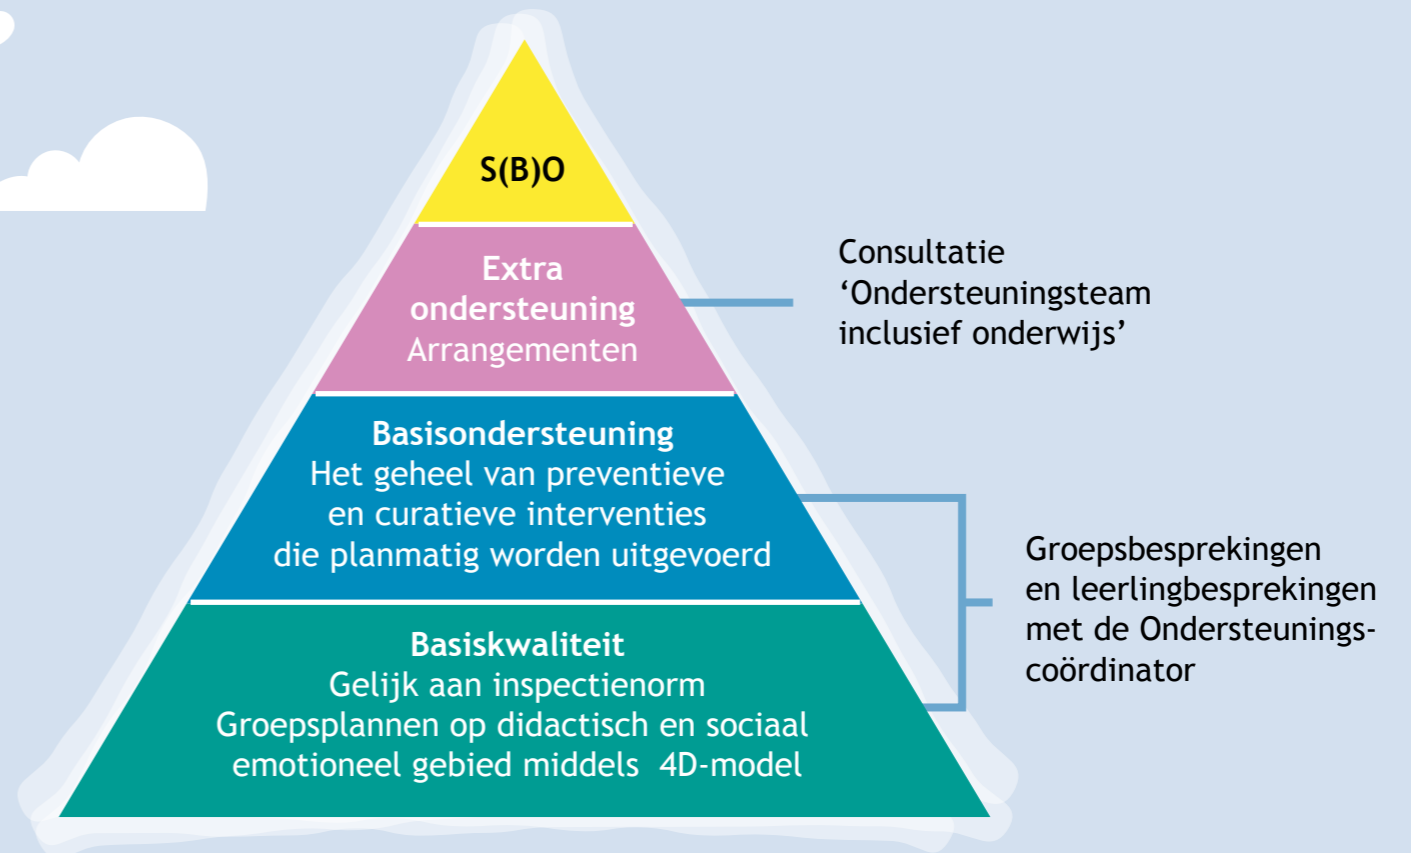 S(B)O
Extra
ondersteuning
Arrangementen
Consultatie
‘Ondersteuningsteam
inclusief onderwijs’
Basisondersteuning
Het geheel van preventieve
en curatieve interventies
die planmatig worden uitgevoerd
Groepsbesprekingen
en leerlingbesprekingen
met de Ondersteunings-
coördinator
Basiskwaliteit
Gelijk aan inspectienorm
Groepsplannen op didactisch en sociaal
emotioneel gebied middels 4D-model